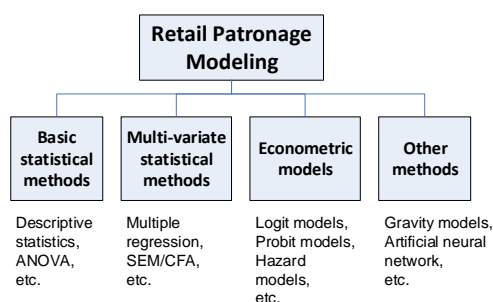 Retail Patronage
Modeling
Basic
statistical
methods
Multi-variate
statistical
methods
Econometric
models
Other
methods
Descriptive
statistics,
ANOVA,
etc.
Multiple
regression,
SEM/CFA,
etc.
Logit models,
Probit models,
Hazard
models,
etc.
Gravity models,
Artificial neural
network,
etc.